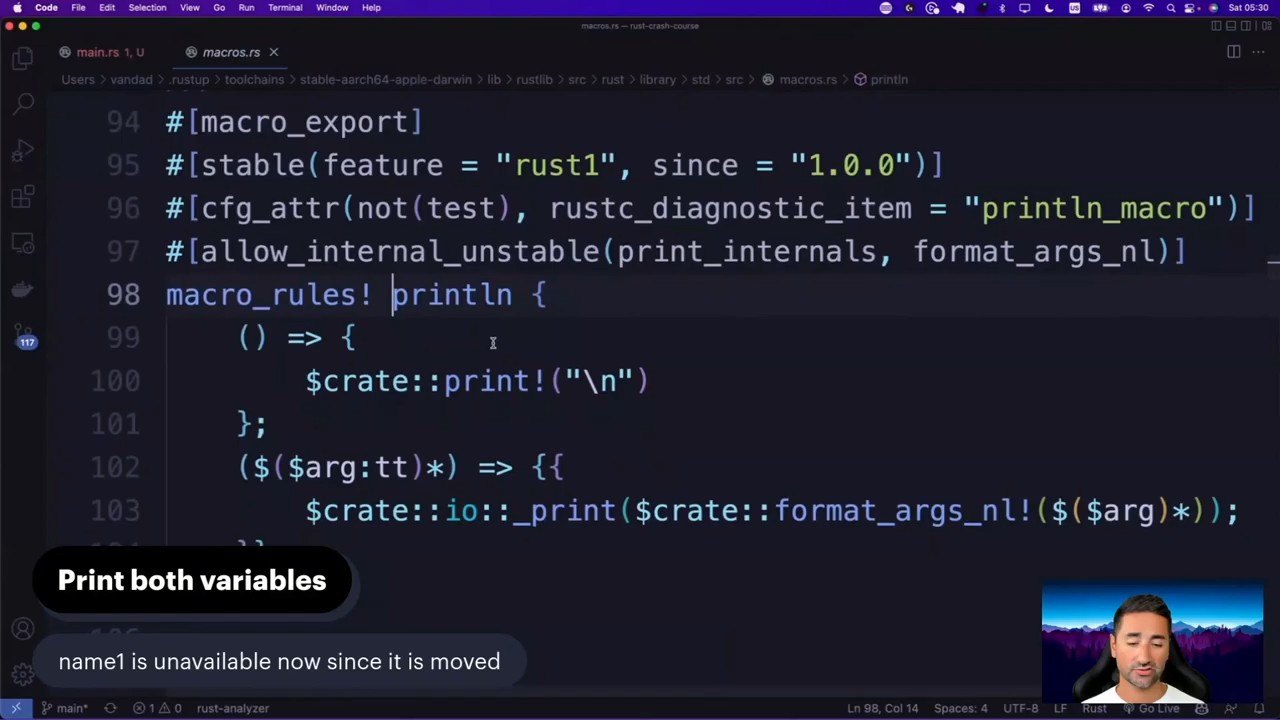 Code File Edit Selection View Go Run Terminal Window Help Sat 05:30
macros.rs — rust-crash-course
main.rs 1, U macros.rs
Users > vandad > .rustup > toolchains > stable-aarch64-apple-darwin > lib > rustlib > src > rust > library > std > src > macros.rs > println
94 #[macro_export]
95 #[stable(feature = "rust1", since = "1.0.0")]
96 #[cfg_attr(not(test), rustc_diagnostic_item = "println_macro")]
97 #[allow_internal_unstable(print_internals, format_args_nl)]
98 macro_rules! println {
99 () => {
100 $crate::print!("\n")
101 };
102 ($($arg:tt)*) => {{
103 $crate::io::_print($crate::format_args_nl!($($arg)*));
117
Print both variables
name1 is unavailable now since it is moved
main* 1 0 rust-analyzer Ln 98, Col 14 Spaces: 4 UTF-8 LF Rust Go Live